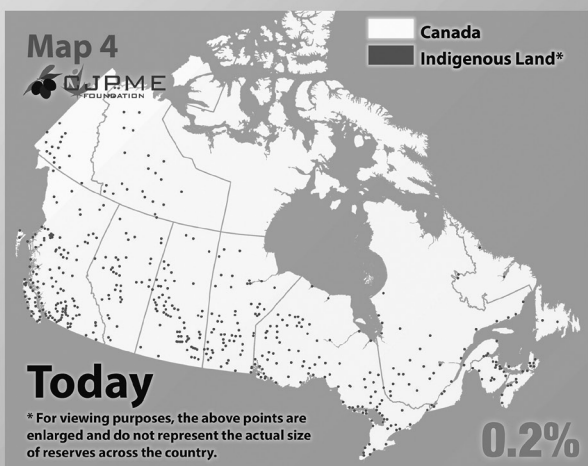 Map 4
CJPME
FOUNDATION
Canada
Indigenous Land*
Today
* For viewing purposes, the above points are
enlarged and do not represent the actual size
of reserves across the country.
0.2%